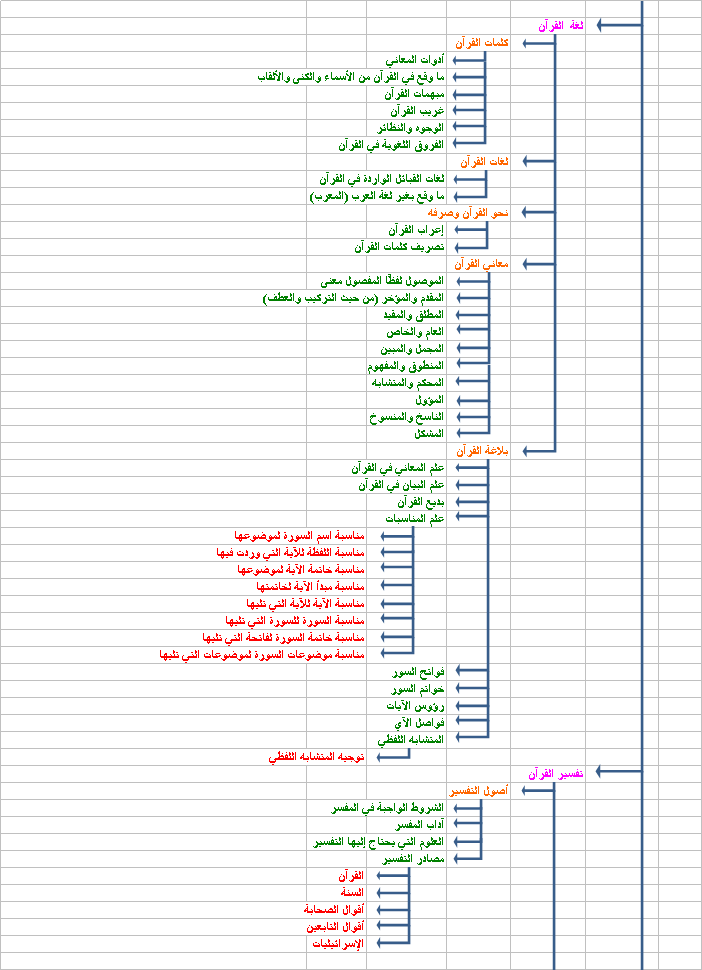 لغة القرآن
كلمات القرآن
أدوات المعاني
ما وقع في القرآن من الأسماء والكنى والألقاب
مبهمات القرآن
غريب القرآن
الوجوه والنظائر
الفروق اللغوية في القرآن
لغات القرآن
لغات القبائل الواردة في القرآن
ما وقع بغير لغة العرب (المعرب)
نحو القرآن وصرفه
إعراب القرآن
تصريف كلمات القرآن
معاني القرآن
الموصول لفظًا المفصول معنى
المقدم والمؤخر (من حيث التركيب والعطف)
المطلق والمقيد
العام والخاص
المجمل والمبين
المنطوق والمفهوم
المحكم والمتشابه
المؤول
الناسخ والمنسوخ
المشكل
بلاغة القرآن
علم المعاني في القرآن
علم البيان في القرآن
بديع القرآن
علم المناسبات
مناسبة اسم السورة لموضوعها
مناسبة اللفظة للآية التي وردت فيها
مناسبة خاتمة الآية لموضوعها
مناسبة مبدأ الآية لخاتمتها
مناسبة الآية للآية التي تليها
مناسبة السورة للسورة التي تليها
مناسبة خاتمة السورة لفاتحة التي تليها
مناسبة موضوعات السورة لموضوعات التي تليها
فواتح السور
خواتم السور
رؤوس الآيات
فواصل الآي
المتشابه اللفظي
توجيه المتشابه اللفظي
تفسير القرآن
أصول التفسير
الشروط الواجبة في المفسر
آداب المفسر
العلوم التي يحتاج إليها التفسير
مصادر التفسير
القرآن
السنة
أقوال الصحابة
أقوال التابعين
الإسرائيليات